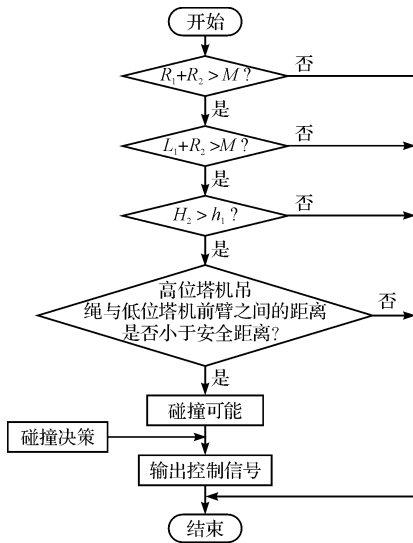 开始
R₁+R₂>M?
否
是
L₁+R₂>M?
否
是
H₂>h₁?
否
是
高位塔机吊
绳与低位塔机前臂之间的距离
是否小于安全距离?
否
是
碰撞可能
碰撞决策
输出控制信号
结束